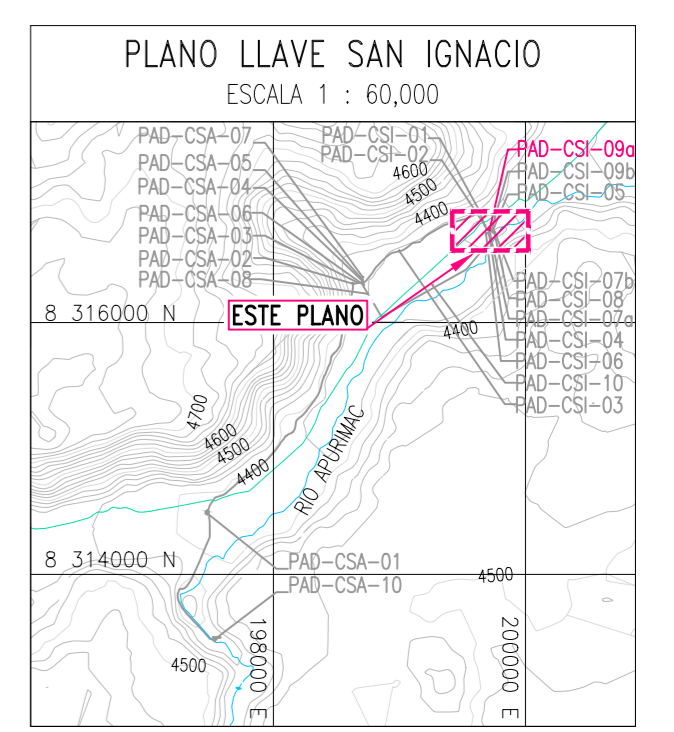 PLANO LLAVE SAN IGNACIO
ESCALA 1 : 60,000
PAD-CSA-07
PAD-CSA-05
PAD-CSA-04
PAD-CSA-06
PAD-CSA-03
PAD-CSA-02
PAD-CSA-08
PAD-CSI-01
PAD-CSI-02
4600
4500
4400
PAD-CSI-09a
PAD-CSI-09b
PAD-CSI-05
PAD-CSI-07b
PAD-CSI-08
PAD-CSI-07a
PAD-CSI-04
PAD-CSI-06
PAD-CSI-10
PAD-CSI-03
8 316000 N
ESTE PLANO
4400
4700
4600
4500
4400
RIO APURIMAC
8 314000 N
PAD-CSA-01
PAD-CSA-10
4500
4500
198000 E
200000 E